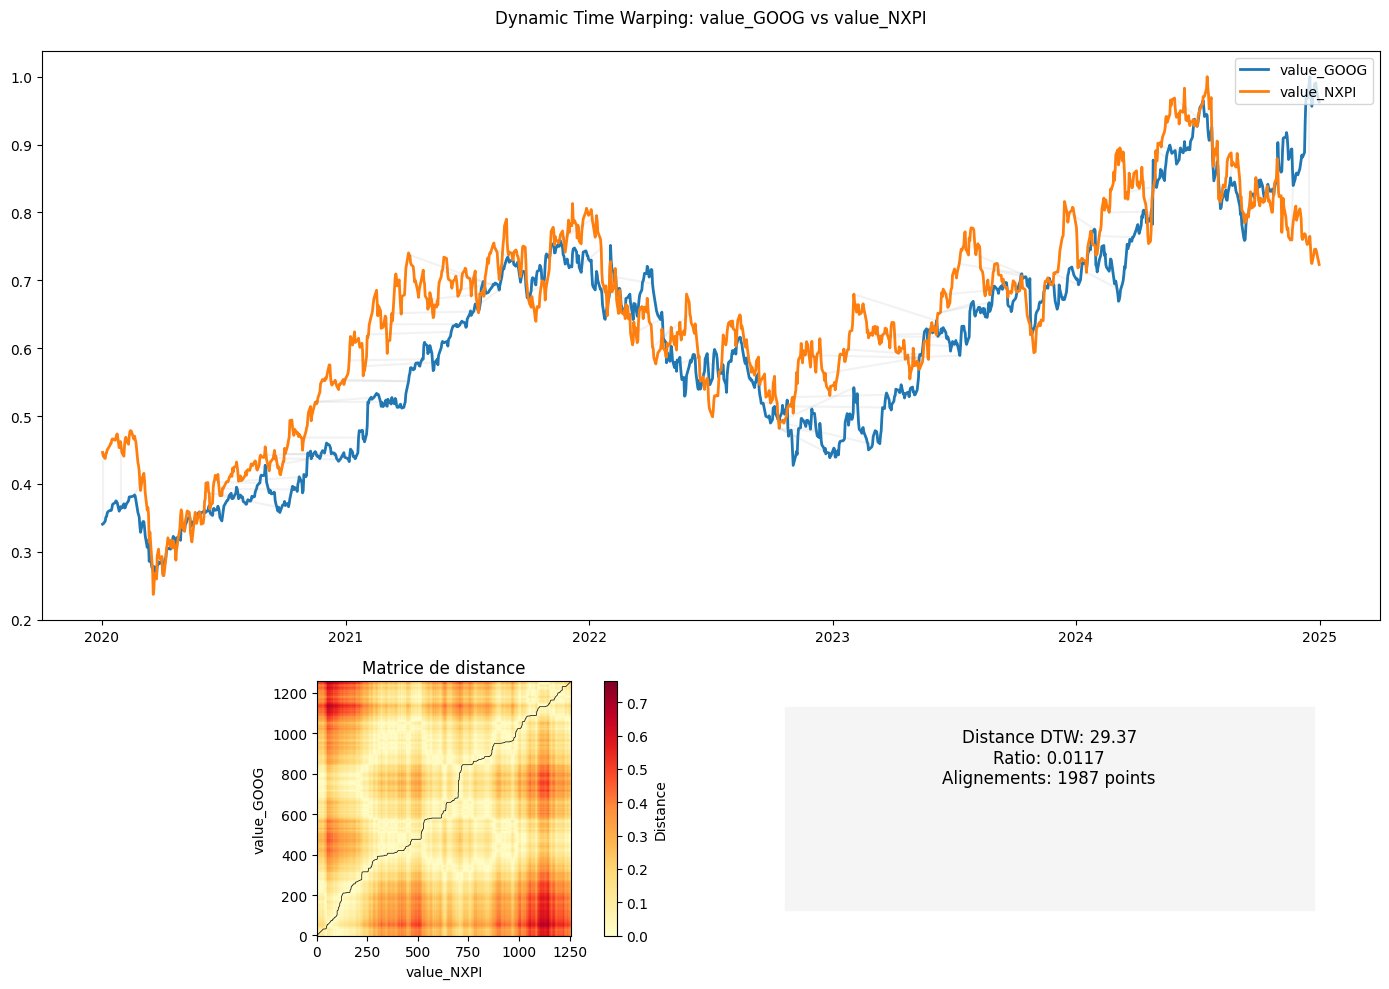 Dynamic Time Warping: value_GOOG vs value_NXPI
value_GOOG
value_NXPI
1.0
0.9
0.8
0.7
0.6
0.5
0.4
0.3
0.2
2020 2021 2022 2023 2024 2025
Matrice de distance
value_GOOG
1200
1000
800
600
400
200
0
0 250 500 750 1000 1250
value_NXPI
0.7
0.6
0.5
0.4
0.3
0.2
0.1
0.0
Distance
Distance DTW: 29.37
Ratio: 0.0117
Alignements: 1987 points